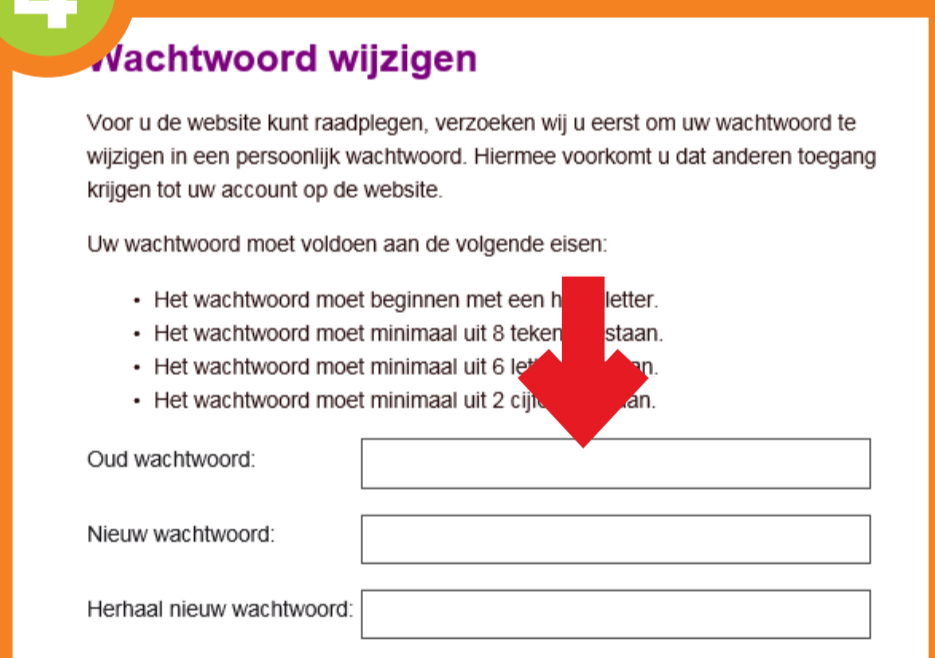 4
Wachtwoord wijzigen
Voor u de website kunt raadplegen, verzoeken wij u eerst om uw wachtwoord te
wijzigen in een persoonlijk wachtwoord. Hiermee voorkomt u dat anderen toegang
krijgen tot uw account op de website.
Uw wachtwoord moet voldoen aan de volgende eisen:
• Het wachtwoord moet beginnen met een letter.
• Het wachtwoord moet minimaal uit 8
• Het wachtwoord moet minimaal uit 6
• Het wachtwoord moet minimaal uit 2
Oud wachtwoord:
Nieuw wachtwoord:
Herhaal nieuw wachtwoord: